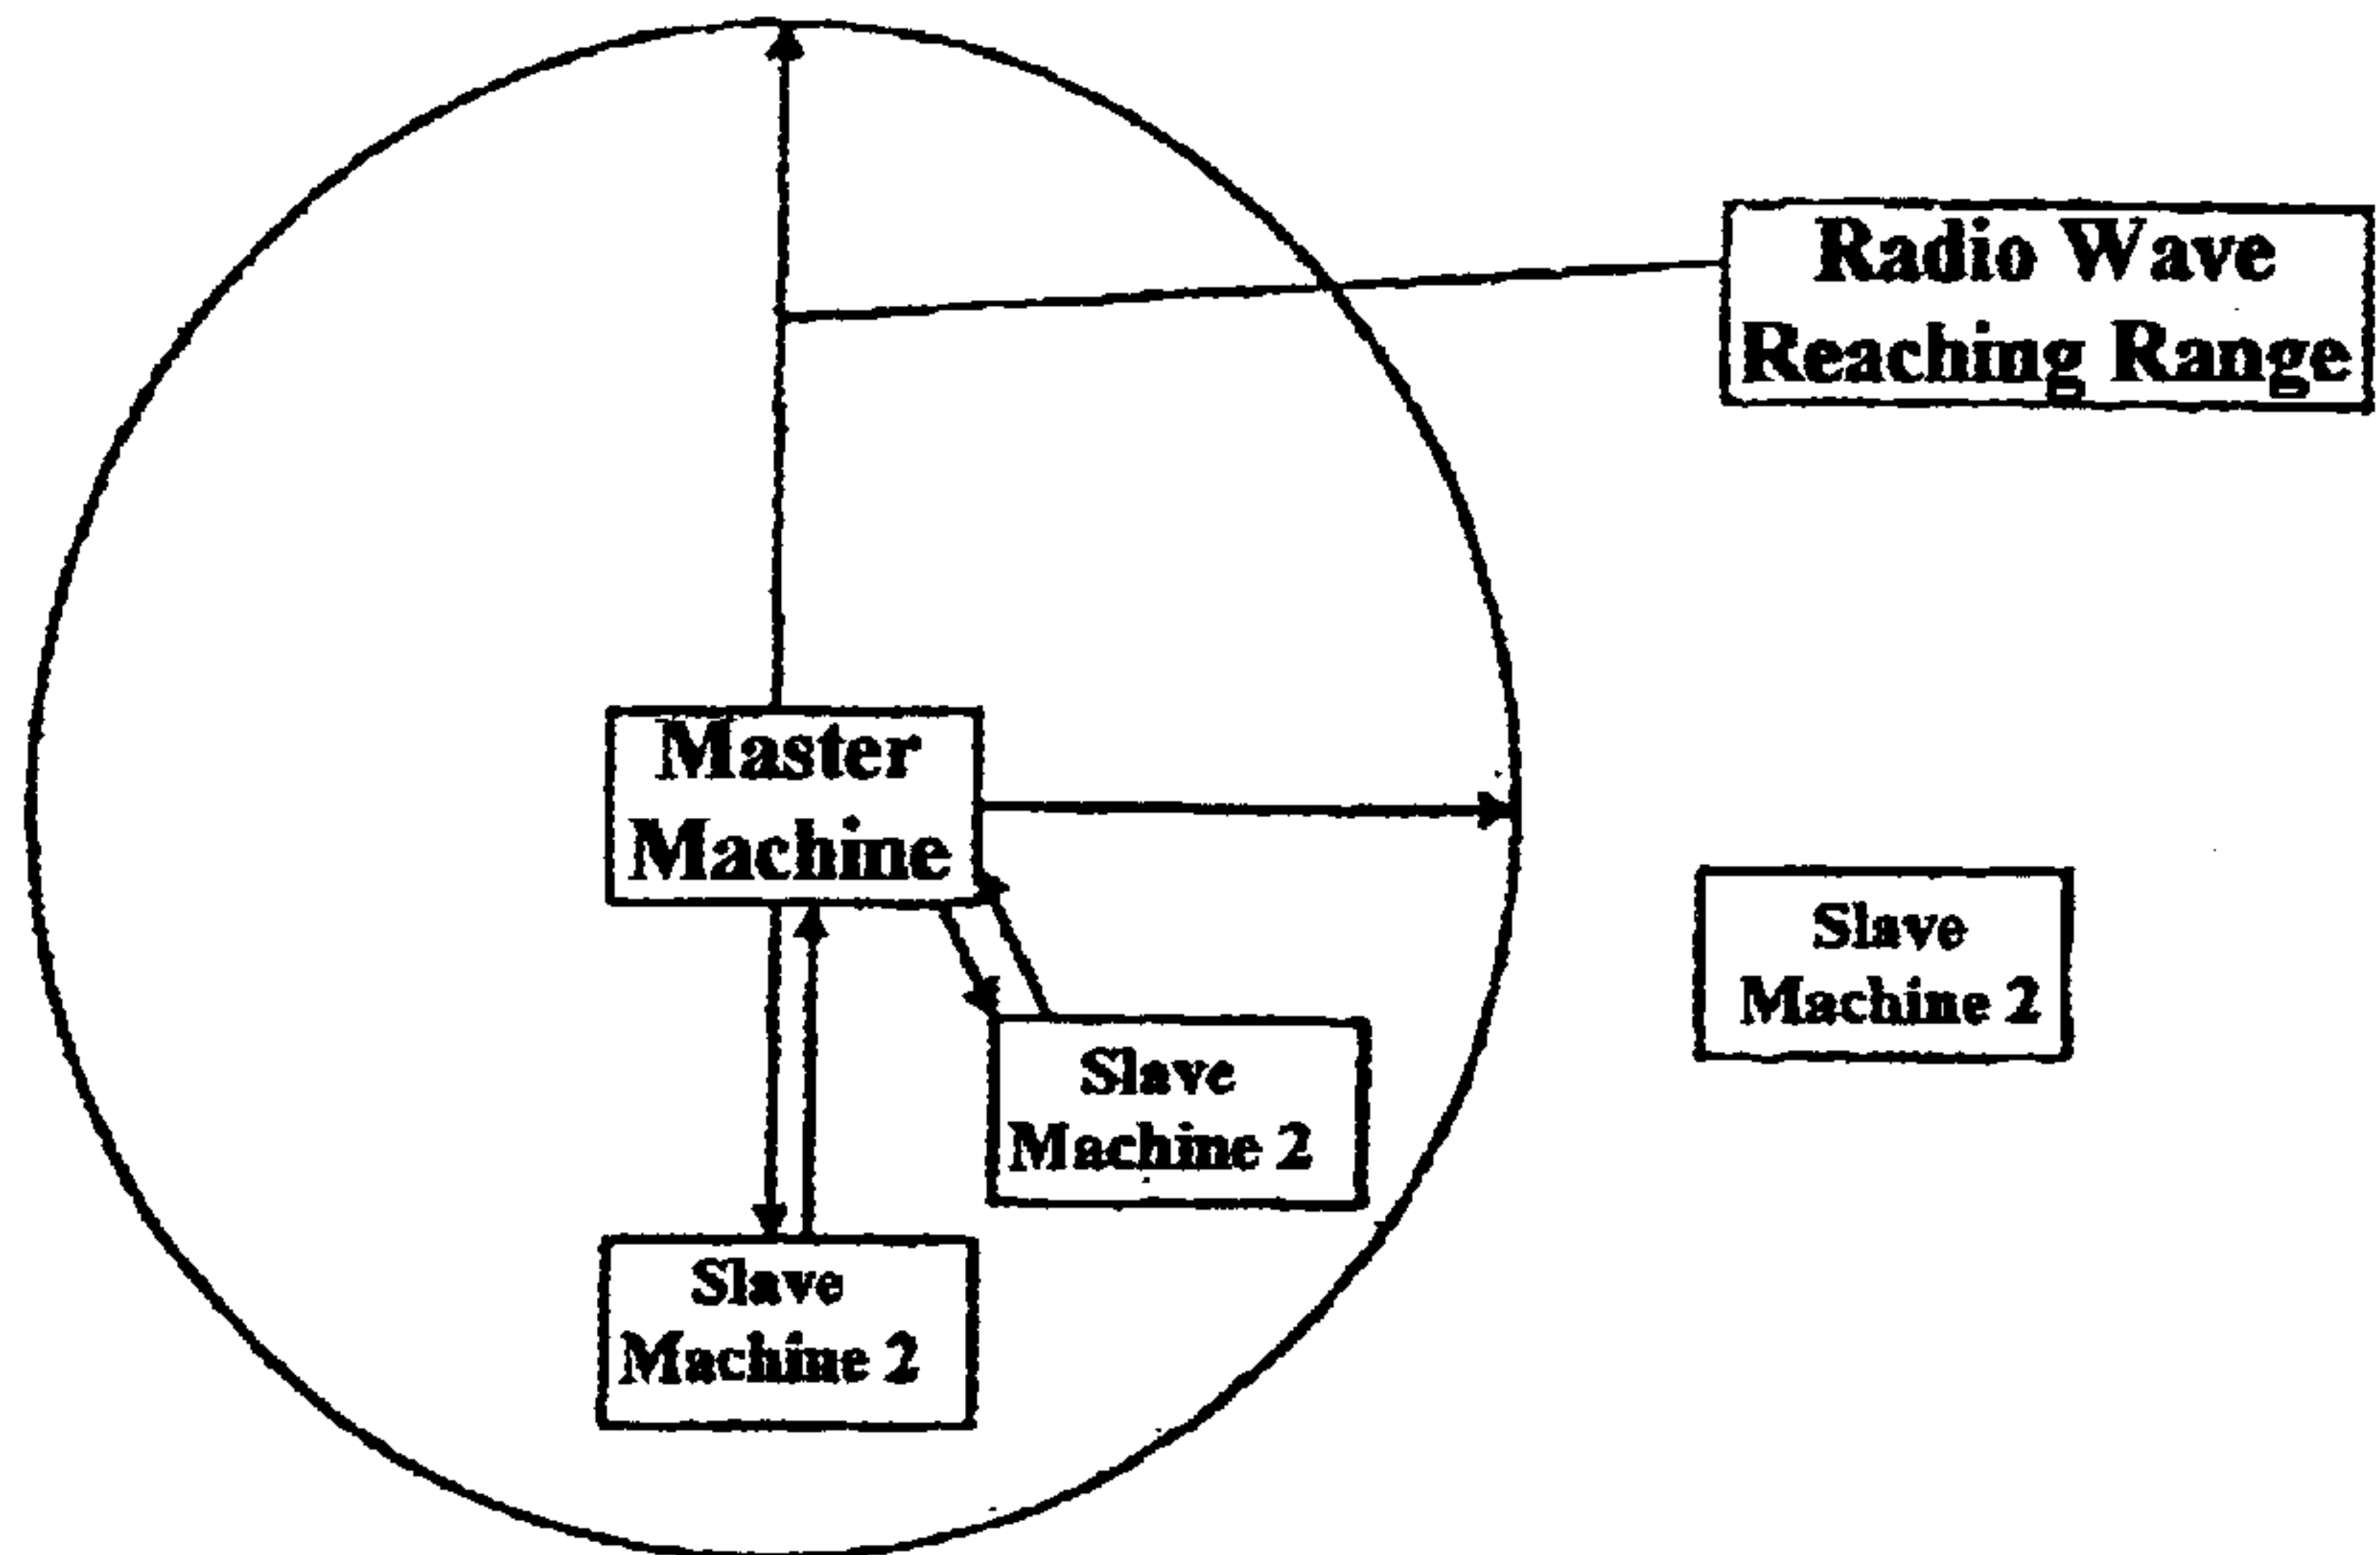 Radio Wave
Reaching Range
Master
Machine
Slave
Machine 2
Slave
Machine 2
Slave
Machine 2